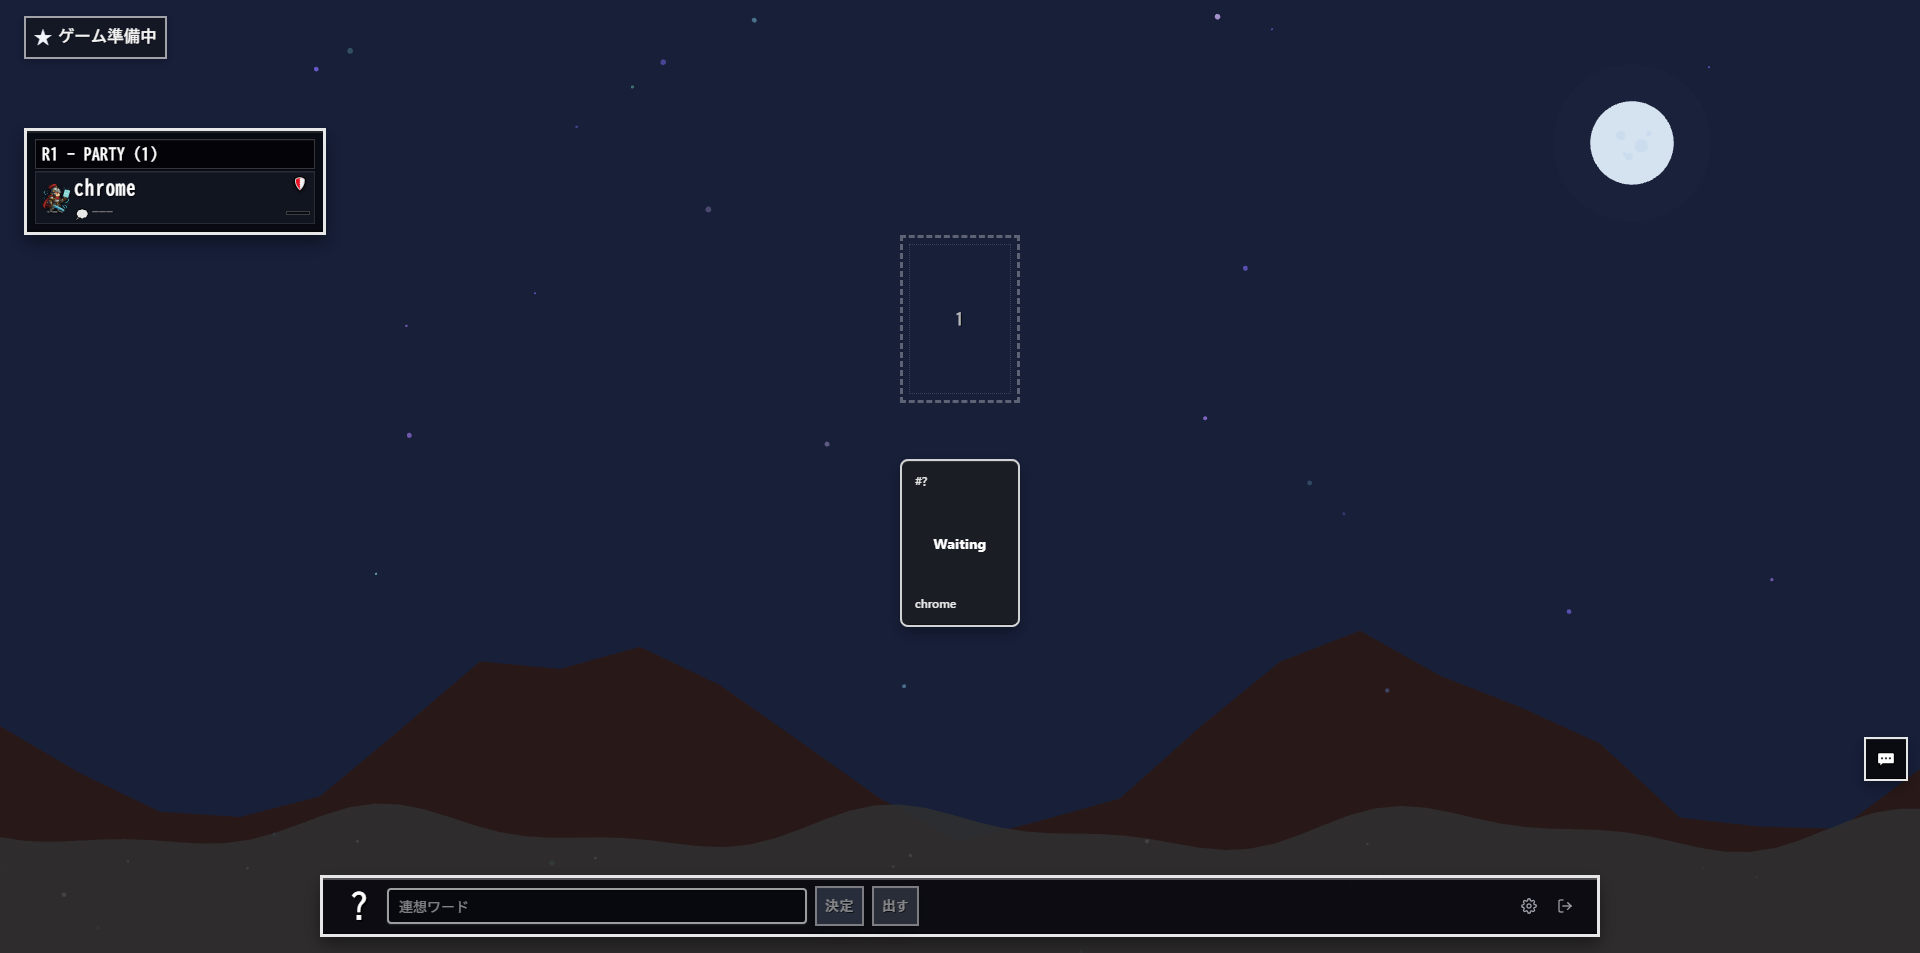 ★ ゲーム準備中
R1 - PARTY (1)
chrome
1
#?
Waiting
chrome
?
連想ワード
決定
出す